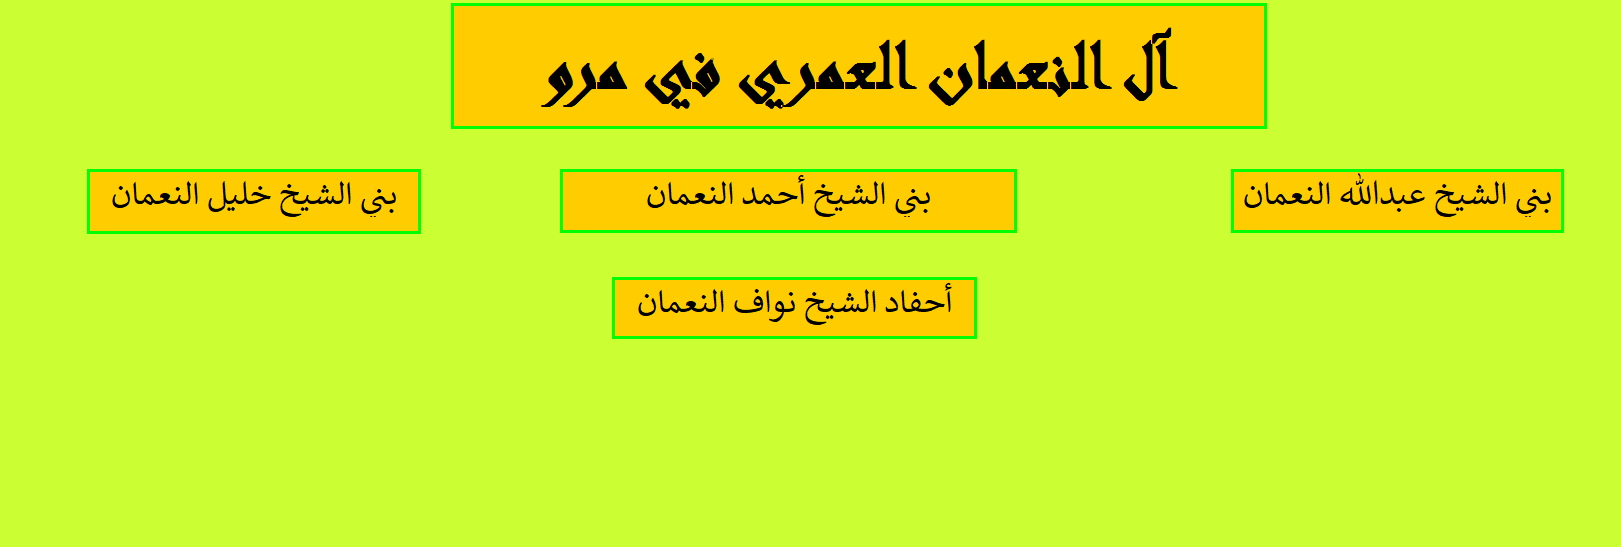 آل النعمان العمري في مرو
بني الشيخ عبدالله النعمان
بني الشيخ أحمد النعمان
بني الشيخ خليل النعمان
أحفاد الشيخ نواف النعمان